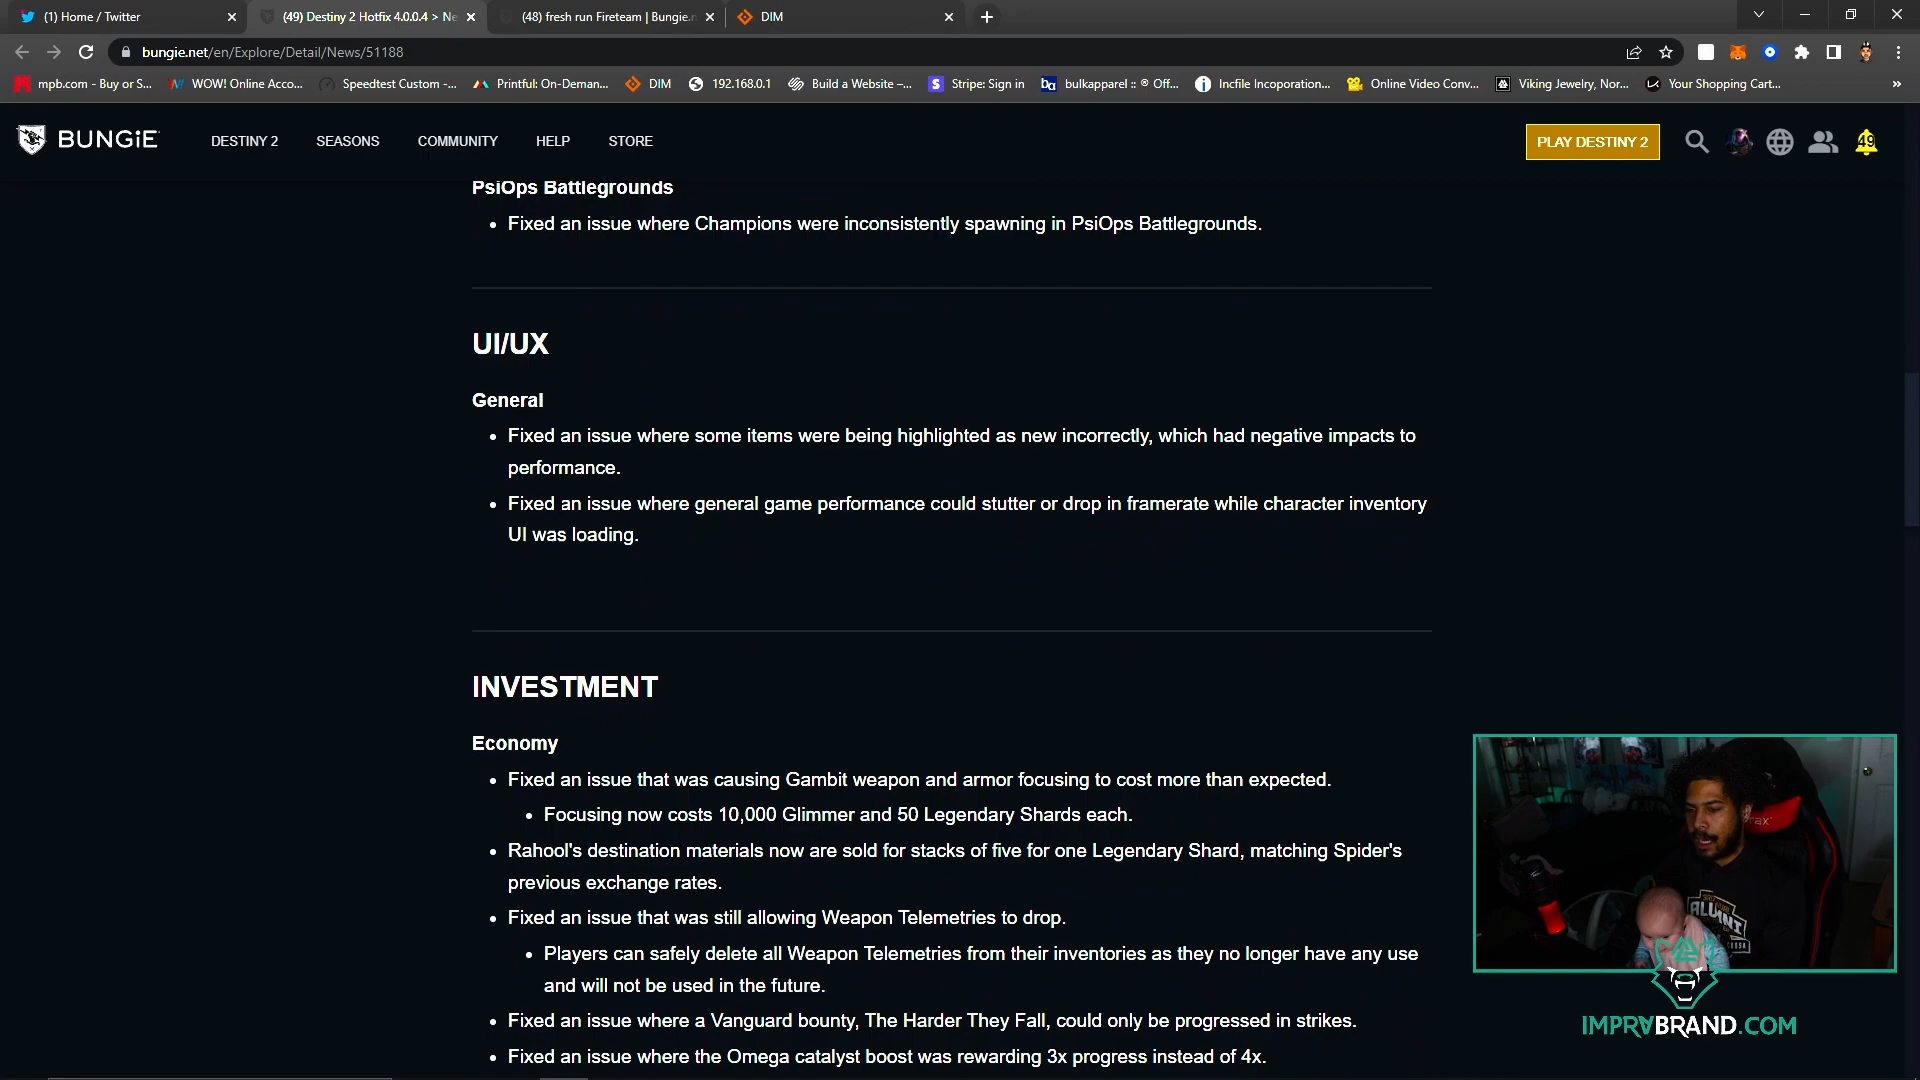 (1) Home / Twitter
(49) Destiny 2 Hotfix 4.0.0.4 > Ne
(48) fresh run Fireteam | Bungie.n
DIM
bungie.net/en/Explore/Detail/News/51188
mpb.com - Buy or S...
WOW! Online Acco...
Speedtest Custom -...
Printful: On-Deman...
DIM
192.168.0.1
Build a Website –...
Stripe: Sign in
ba
bulkapparel :: ® Off...
Incfile Incoporation...
Online Video Conv...
Viking Jewelry, Nor...
Your Shopping Cart...
»
BUNGiE
DESTINY 2
SEASONS
COMMUNITY
HELP
STORE
PLAY DESTINY 2
49
PsiOps Battlegrounds
Fixed an issue where Champions were inconsistently spawning in PsiOps Battlegrounds.
UI/UX
General
Fixed an issue where some items were being highlighted as new incorrectly, which had negative impacts to
performance.
Fixed an issue where general game performance could stutter or drop in framerate while character inventory
UI was loading.
INVESTMENT
Economy
Fixed an issue that was causing Gambit weapon and armor focusing to cost more than expected.
Focusing now costs 10,000 Glimmer and 50 Legendary Shards each.
Rahool's destination materials now are sold for stacks of five for one Legendary Shard, matching Spider's
previous exchange rates.
Fixed an issue that was still allowing Weapon Telemetries to drop.
Players can safely delete all Weapon Telemetries from their inventories as they no longer have any use
and will not be used in the future.
Fixed an issue where a Vanguard bounty, The Harder They Fall, could only be progressed in strikes.
Fixed an issue where the Omega catalyst boost was rewarding 3x progress instead of 4x.
ALUMNI
IMPRVBRAND.COM